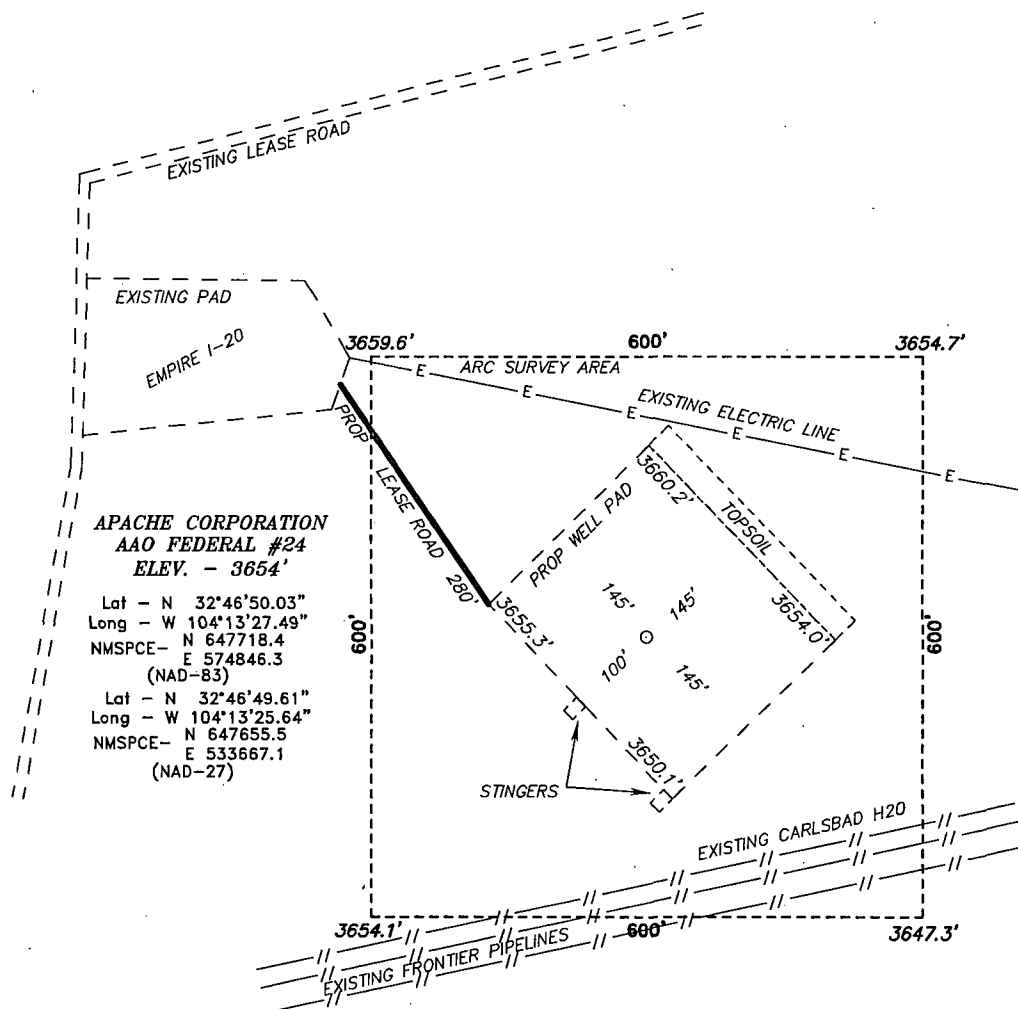 EXISTING LEASE ROAD
EXISTING PAD
EMPIRE I-20
3659.6'
600'
3654.7'
ARC SURVEY AREA
E
E
E
E
E
E
EXISTING ELECTRIC LINE
PROP LEASE ROAD 280'
PROP WELL PAD
3660.2'
TOPSOIL
APACHE CORPORATION
AAO FEDERAL #24
ELEV. - 3654'
Lat - N 32°46'50.03"
Long - W 104°13'27.49"
NMSPCE- N 647718.4
E 574846.3
(NAD-83)
Lat - N 32°46'49.61"
Long - W 104°13'25.64"
NMSPCE- N 647655.5
E 533667.1
(NAD-27)
600'
3655.3'
145'
145'
3654.0'
600'
100'
145'
3650.1'
STINGERS
EXISTING CARLSBAD H20
3654.1'
600'
3647.3'
EXISTING FRONTIER PIPELINES